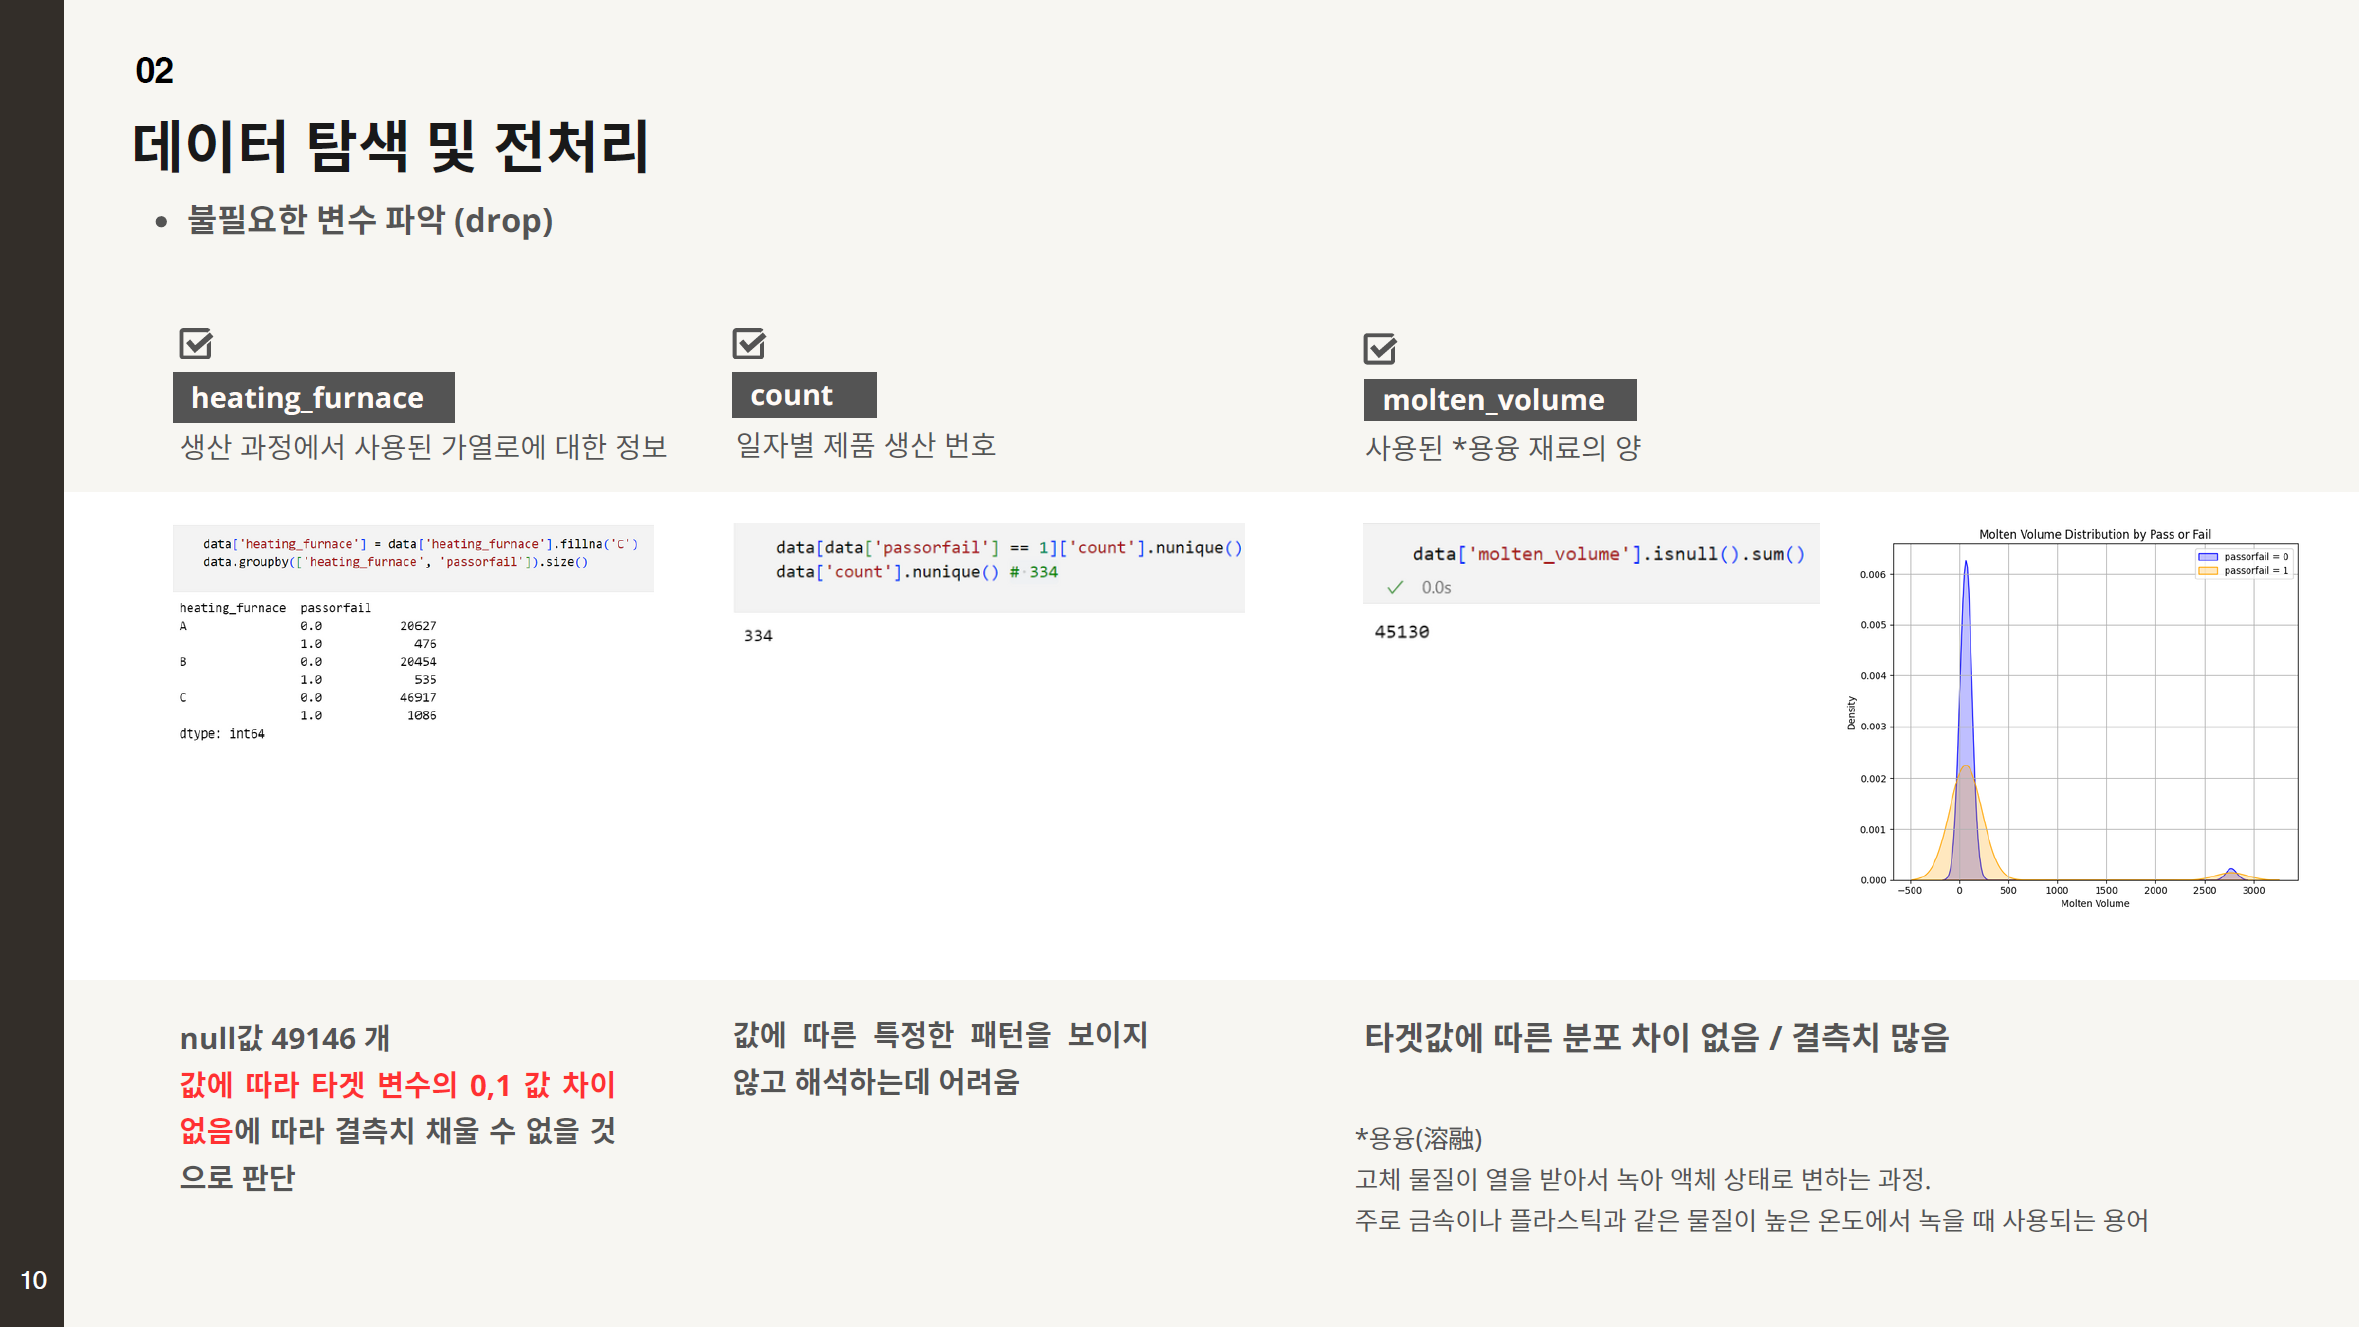 02
데이터 탐색 및 전처리
• 불필요한 변수 파악 (drop)
heating_furnace
생산 과정에서 사용된 가열로에 대한 정보
data['heating_furnace'] = data['heating_furnace'].fillna('C')
data.groupby(['heating_furnace', 'passorfail']).size()
heating_furnace passorfail
A 0.0 20627
1.0 476
B 0.0 20454
1.0 535
C 0.0 46917
1.0 1086
dtype: int64
null값 49146 개
값에 따라 타겟 변수의 0,1 값 차이
없음에 따라 결측치 채울 수 없을 것
으로 판단
count
일자별 제품 생산 번호
data[data['passorfail'] == 1]['count'].nunique()
data['count'].nunique() # 334
334
값에 따른 특정한 패턴을 보이지
않고 해석하는데 어려움
molten_volume
사용된 *용융 재료의 양
data['molten_volume'].isnull().sum()
0.0s
45130
Molten Volume Distribution by Pass or Fail
passorfail = 0
passorfail = 1
0.006
0.005
0.004
0.003
0.002
0.001
0.000
Density
−500 0 500 1000 1500 2000 2500 3000
Molten Volume
타겟값에 따른 분포 차이 없음 / 결측치 많음
*용융(溶融)
고체 물질이 열을 받아서 녹아 액체 상태로 변하는 과정.
주로 금속이나 플라스틱과 같은 물질이 높은 온도에서 녹을 때 사용되는 용어
10